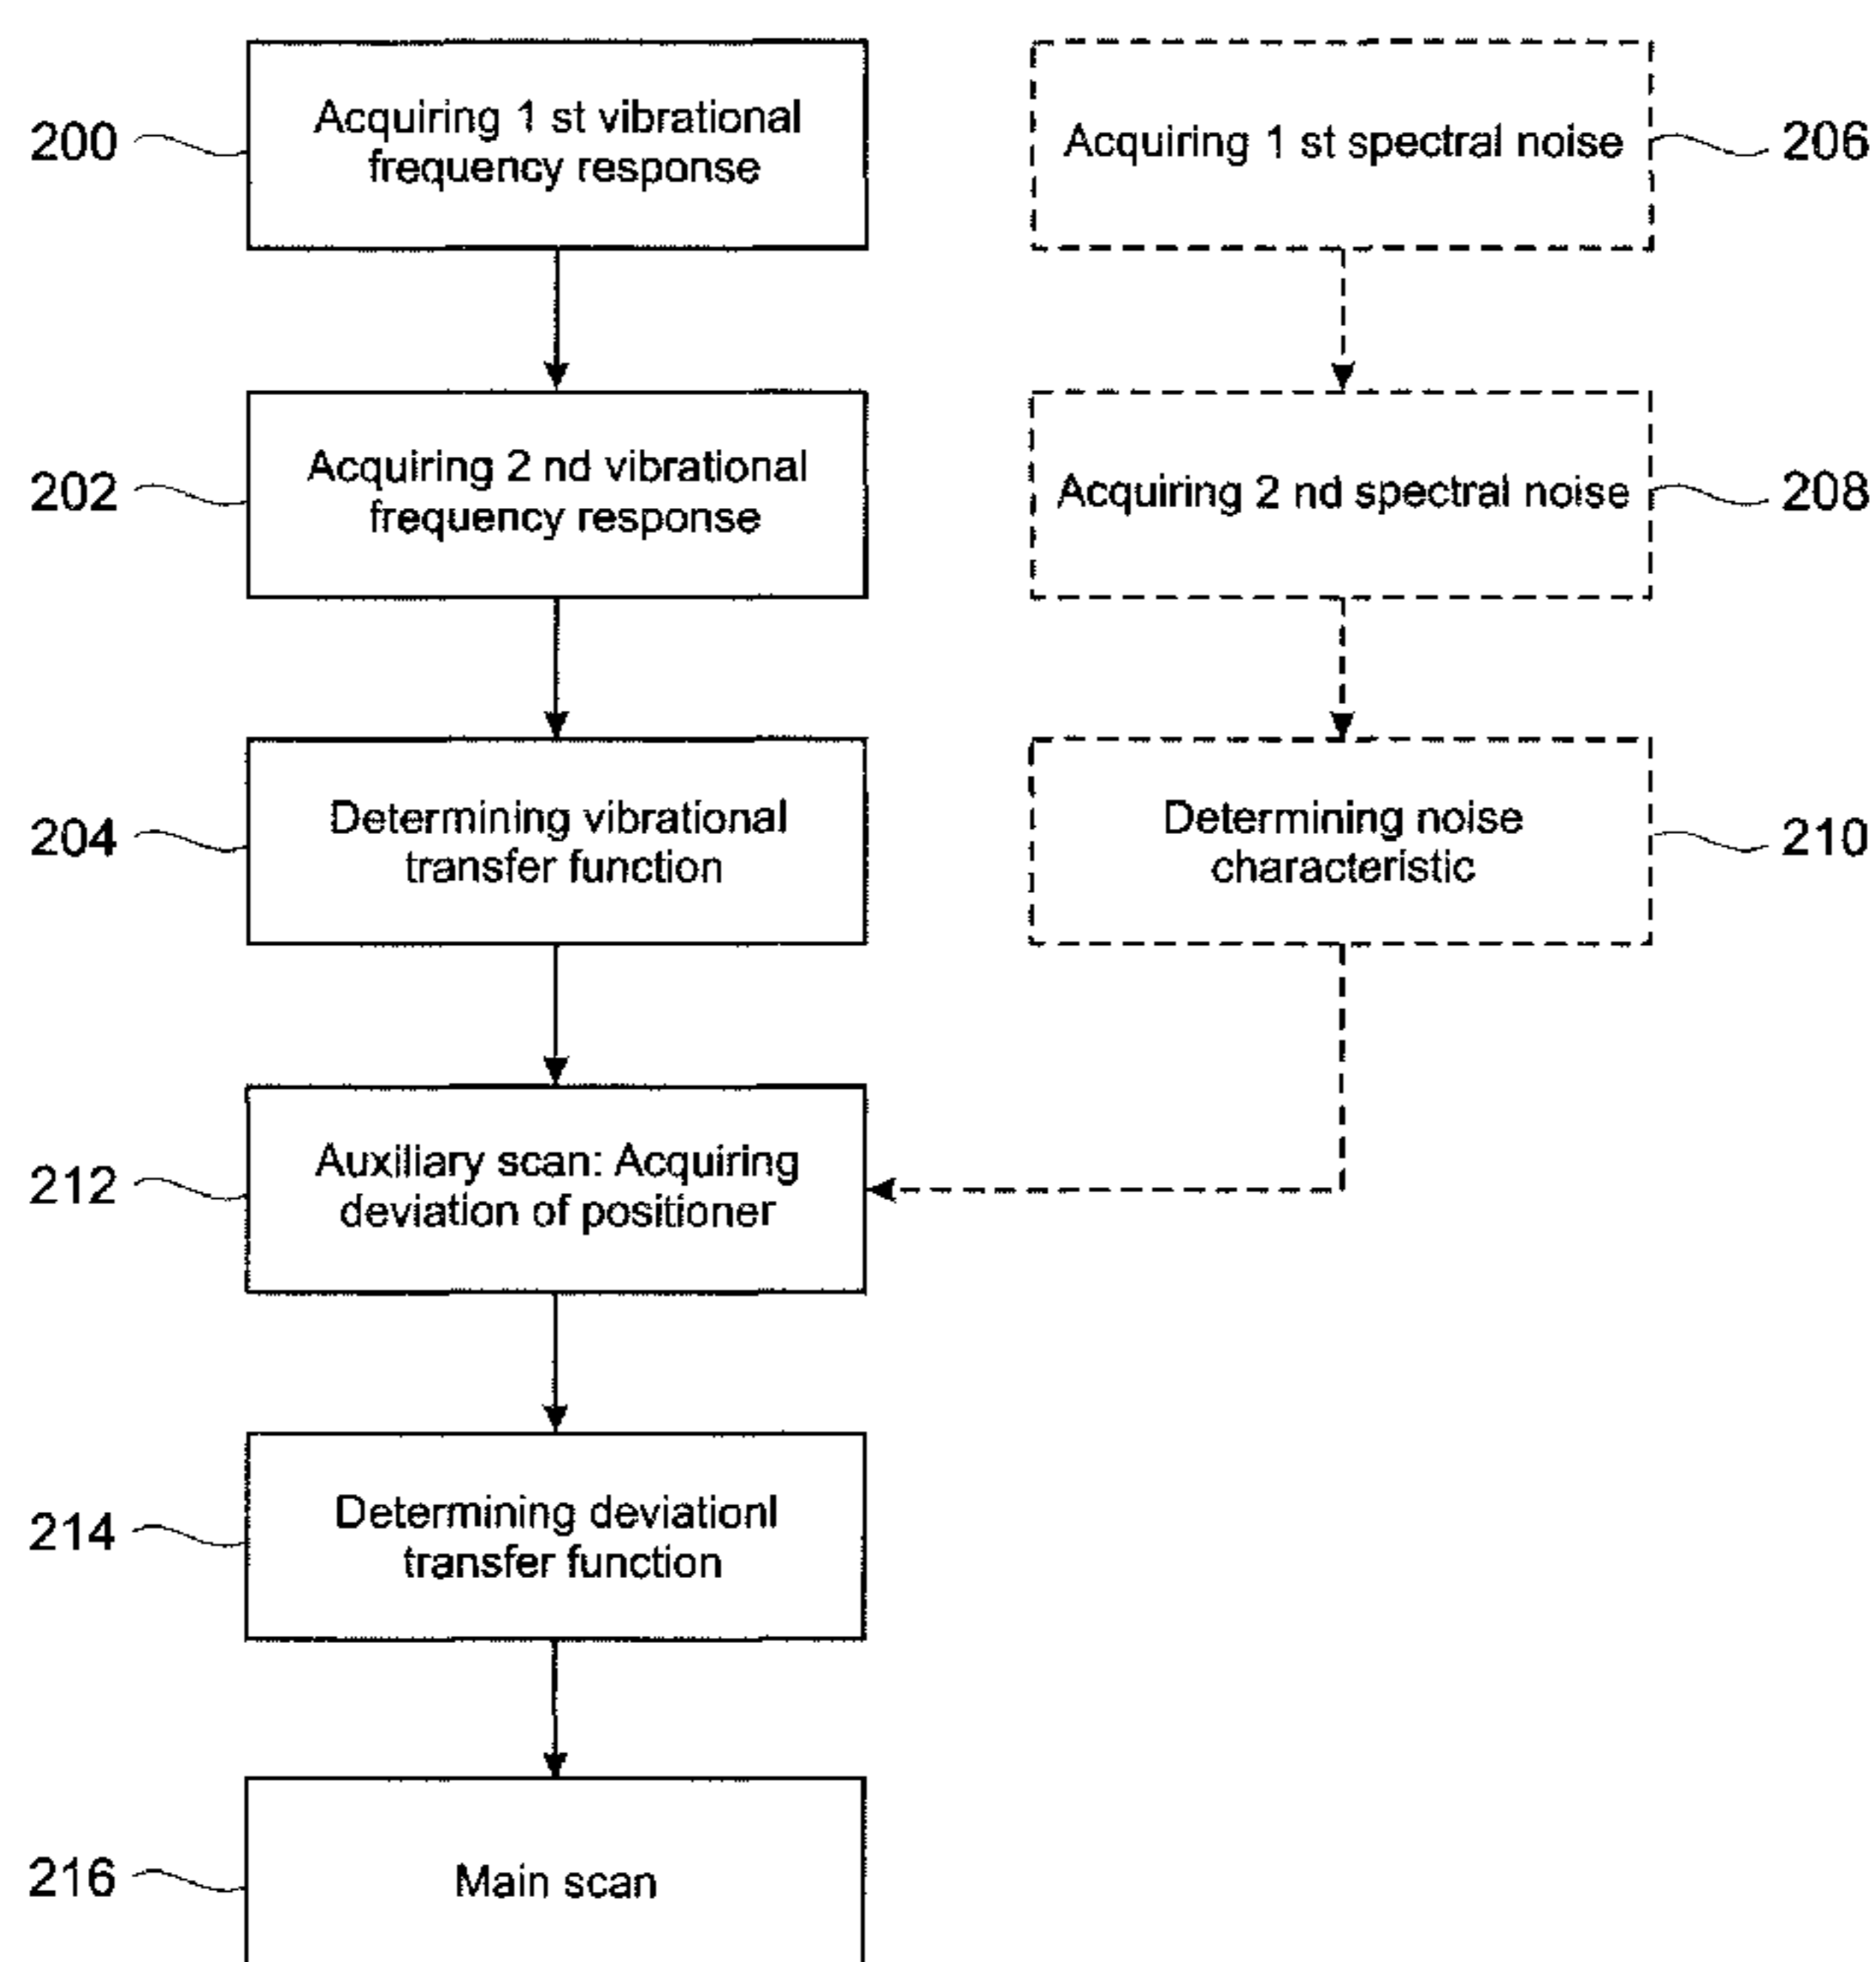 200
Acquiring 1 st vibrational
frequency response
Acquiring 1 st spectral noise
206
202
Acquiring 2 nd vibrational
frequency response
Acquiring 2 nd spectral noise
208
204
Determining vibrational
transfer function
Determining noise
characteristic
210
212
Auxiliary scan: Acquiring
deviation of positioner
214
Determining deviationl
transfer function
216
Main scan